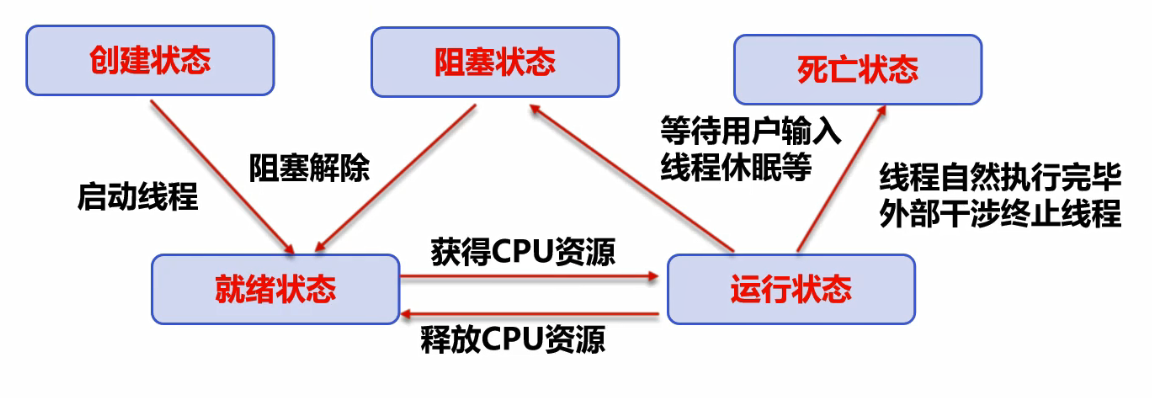 创建状态
阻塞状态
死亡状态
等待用户输入
线程休眠等
阻塞解除
启动线程
线程自然执行完毕
外部干涉终止线程
获得CPU资源
就绪状态
运行状态
释放CPU资源